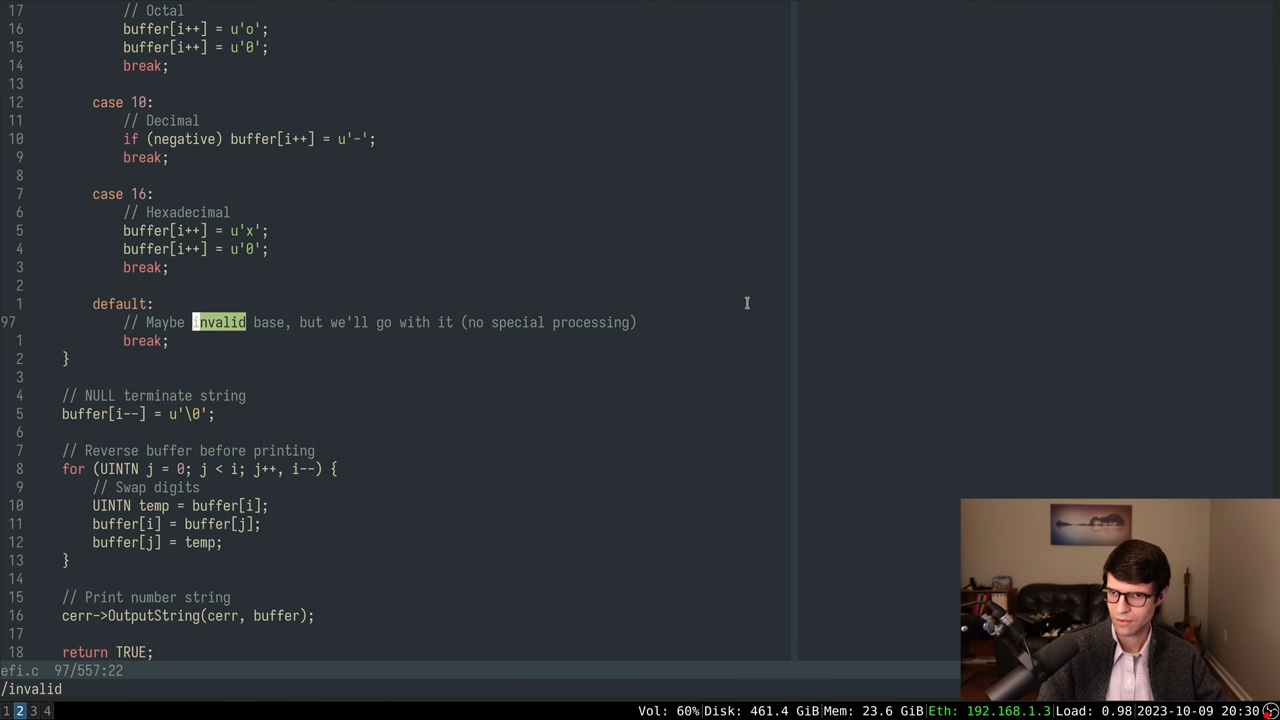 17 // Octal
16 buffer[i++] = u'o';
15 buffer[i++] = u'0';
14 break;
13
12 case 10:
11 // Decimal
10 if (negative) buffer[i++] = u'-';
9 break;
8
7 case 16:
6 // Hexadecimal
5 buffer[i++] = u'x';
4 buffer[i++] = u'0';
3 break;
2
1 default:
97 // Maybe invalid base, but we'll go with it (no special processing)
1 break;
2 }
3
4 // NULL terminate string
5 buffer[i--] = u'\0';
6
7 // Reverse buffer before printing
8 for (UINTN j = 0; j < i; j++, i--) {
9 // Swap digits
10 UINTN temp = buffer[i];
11 buffer[i] = buffer[j];
12 buffer[j] = temp;
13 }
14
15 // Print number string
16 cerr->OutputString(cerr, buffer);
17
18 return TRUE;
efi.c 97/557:22
/invalid
1 2 3 4 Vol: 60%|Disk: 461.4 GiB|Mem: 23.6 GiB|Eth: 192.168.1.3|Load: 0.98|2023-10-09 20:30